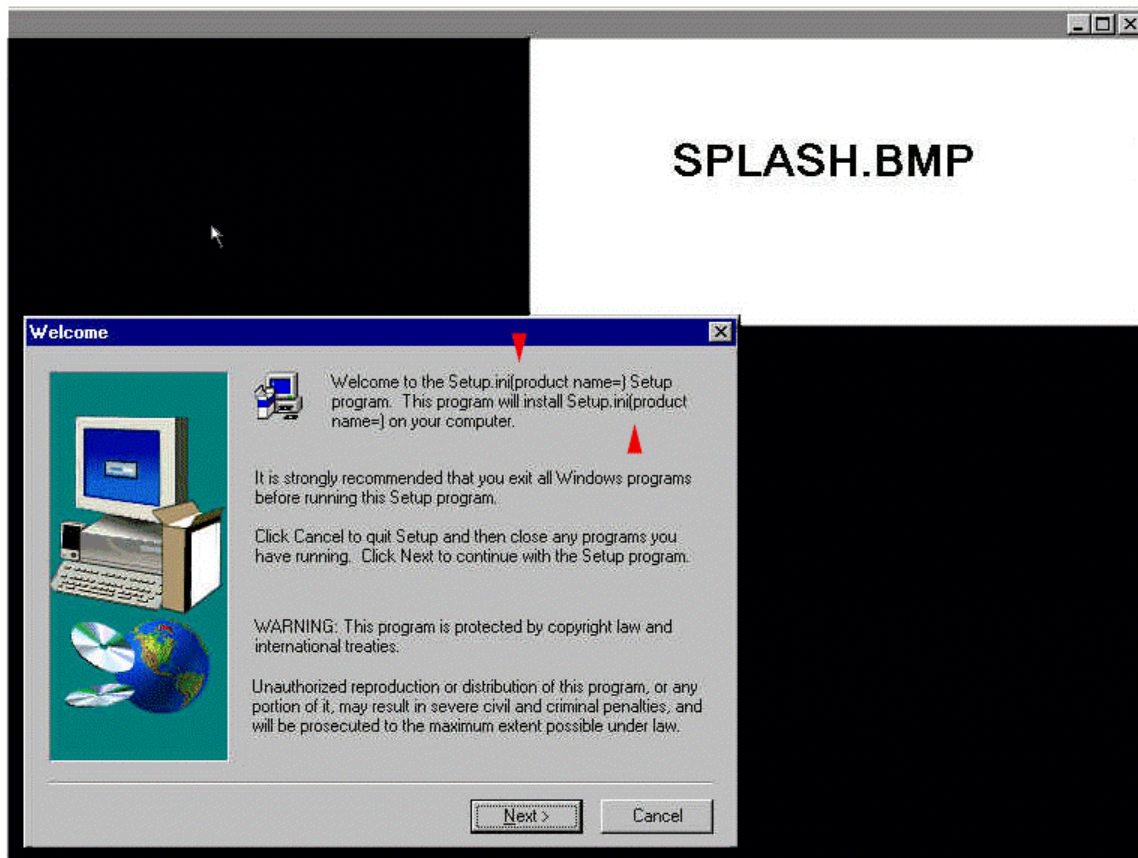 SPLASH.BMP
Welcome
Welcome to the Setup.ini(product name=) Setup
program.  This program will install Setup.ini(product
name=) on your computer.
It is strongly recommended that you exit all Windows programs
before running this Setup program.
Click Cancel to quit Setup and then close any programs you
have running.  Click Next to continue with the Setup program.
WARNING: This program is protected by copyright law and
international treaties.
Unauthorized reproduction or distribution of this program, or any
portion of it, may result in severe civil and criminal penalties, and
will be prosecuted to the maximum extent possible under law.
Next >
Cancel